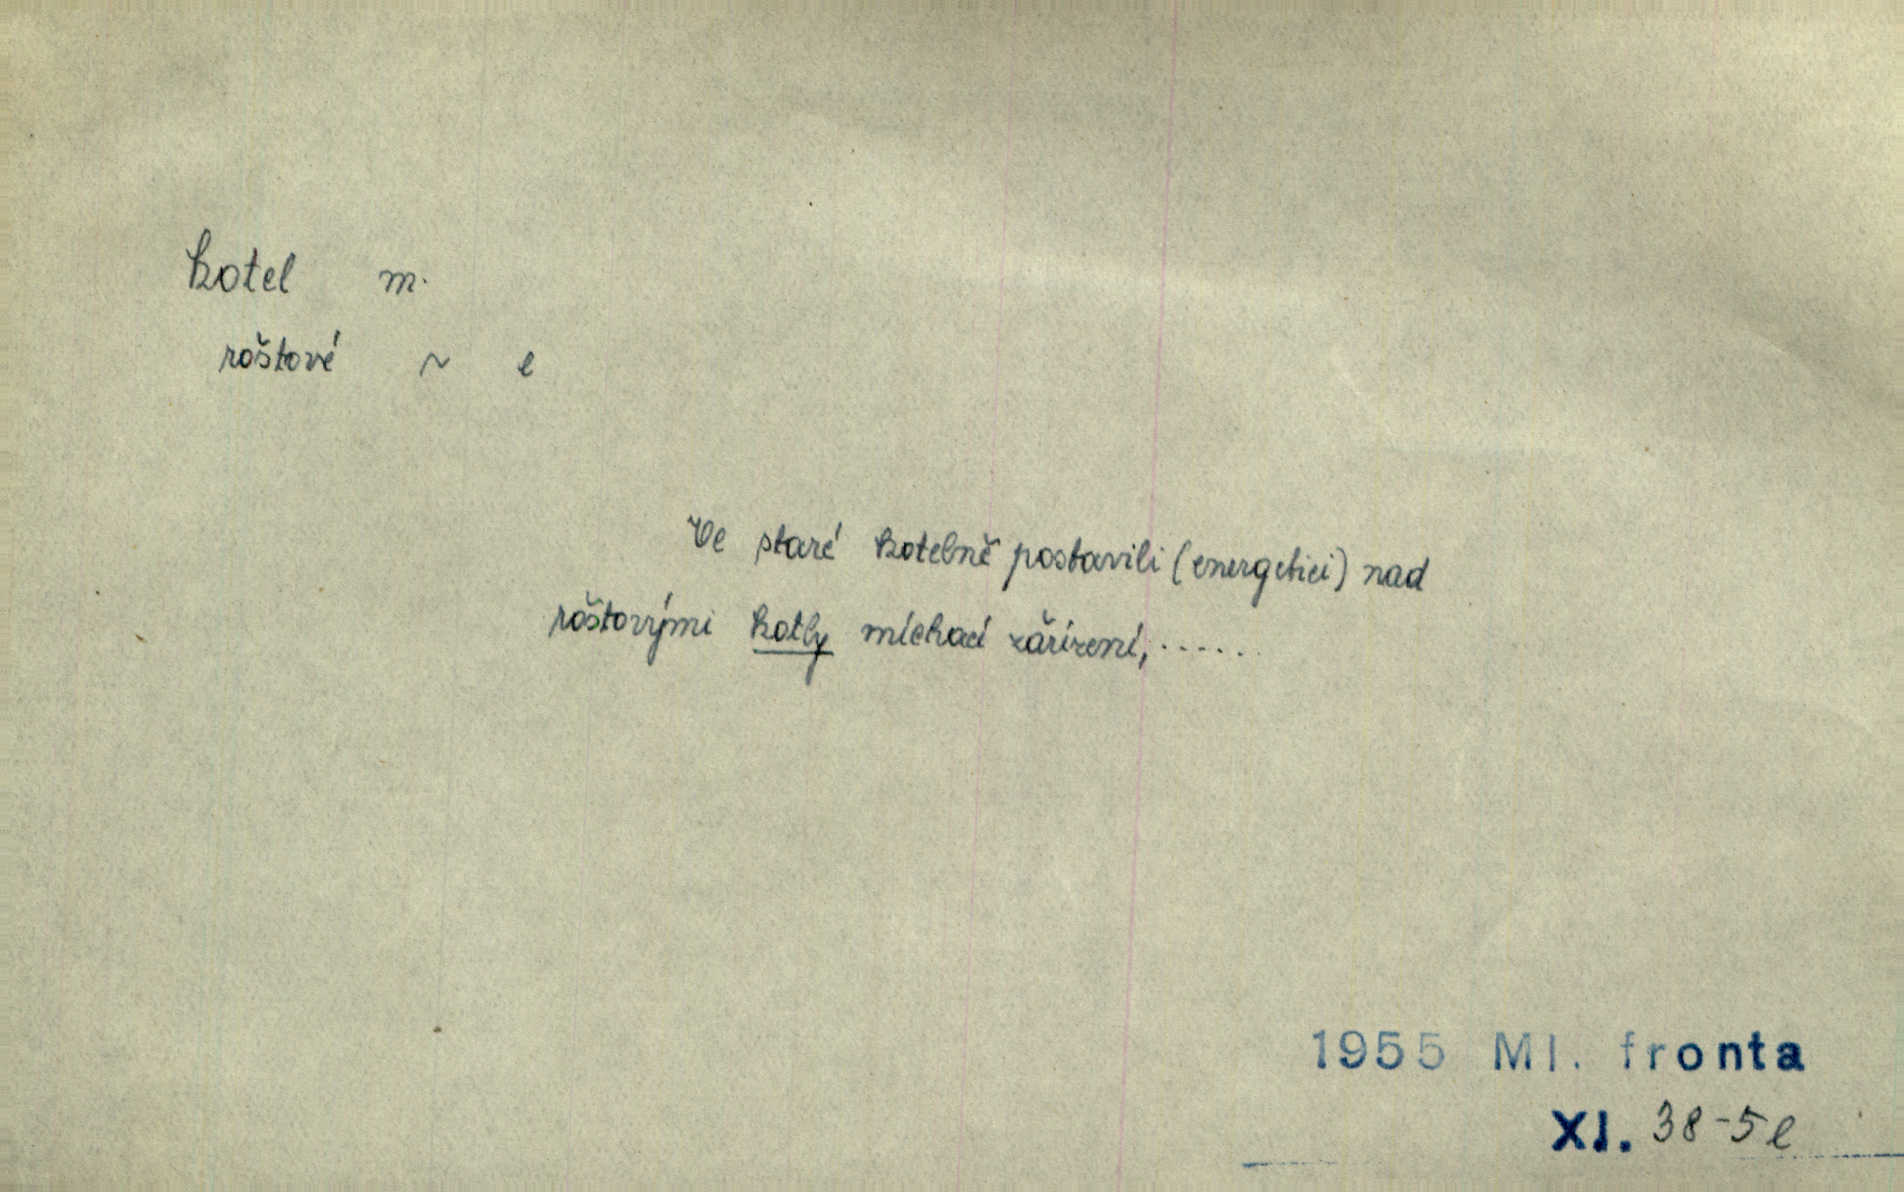 kotel m.
roštové ~ e
Ve staré kotelně postavili (energetici) nad
roštovými kotly míchací zařízení,......
1955 Ml. fronta
XI. 38-5e